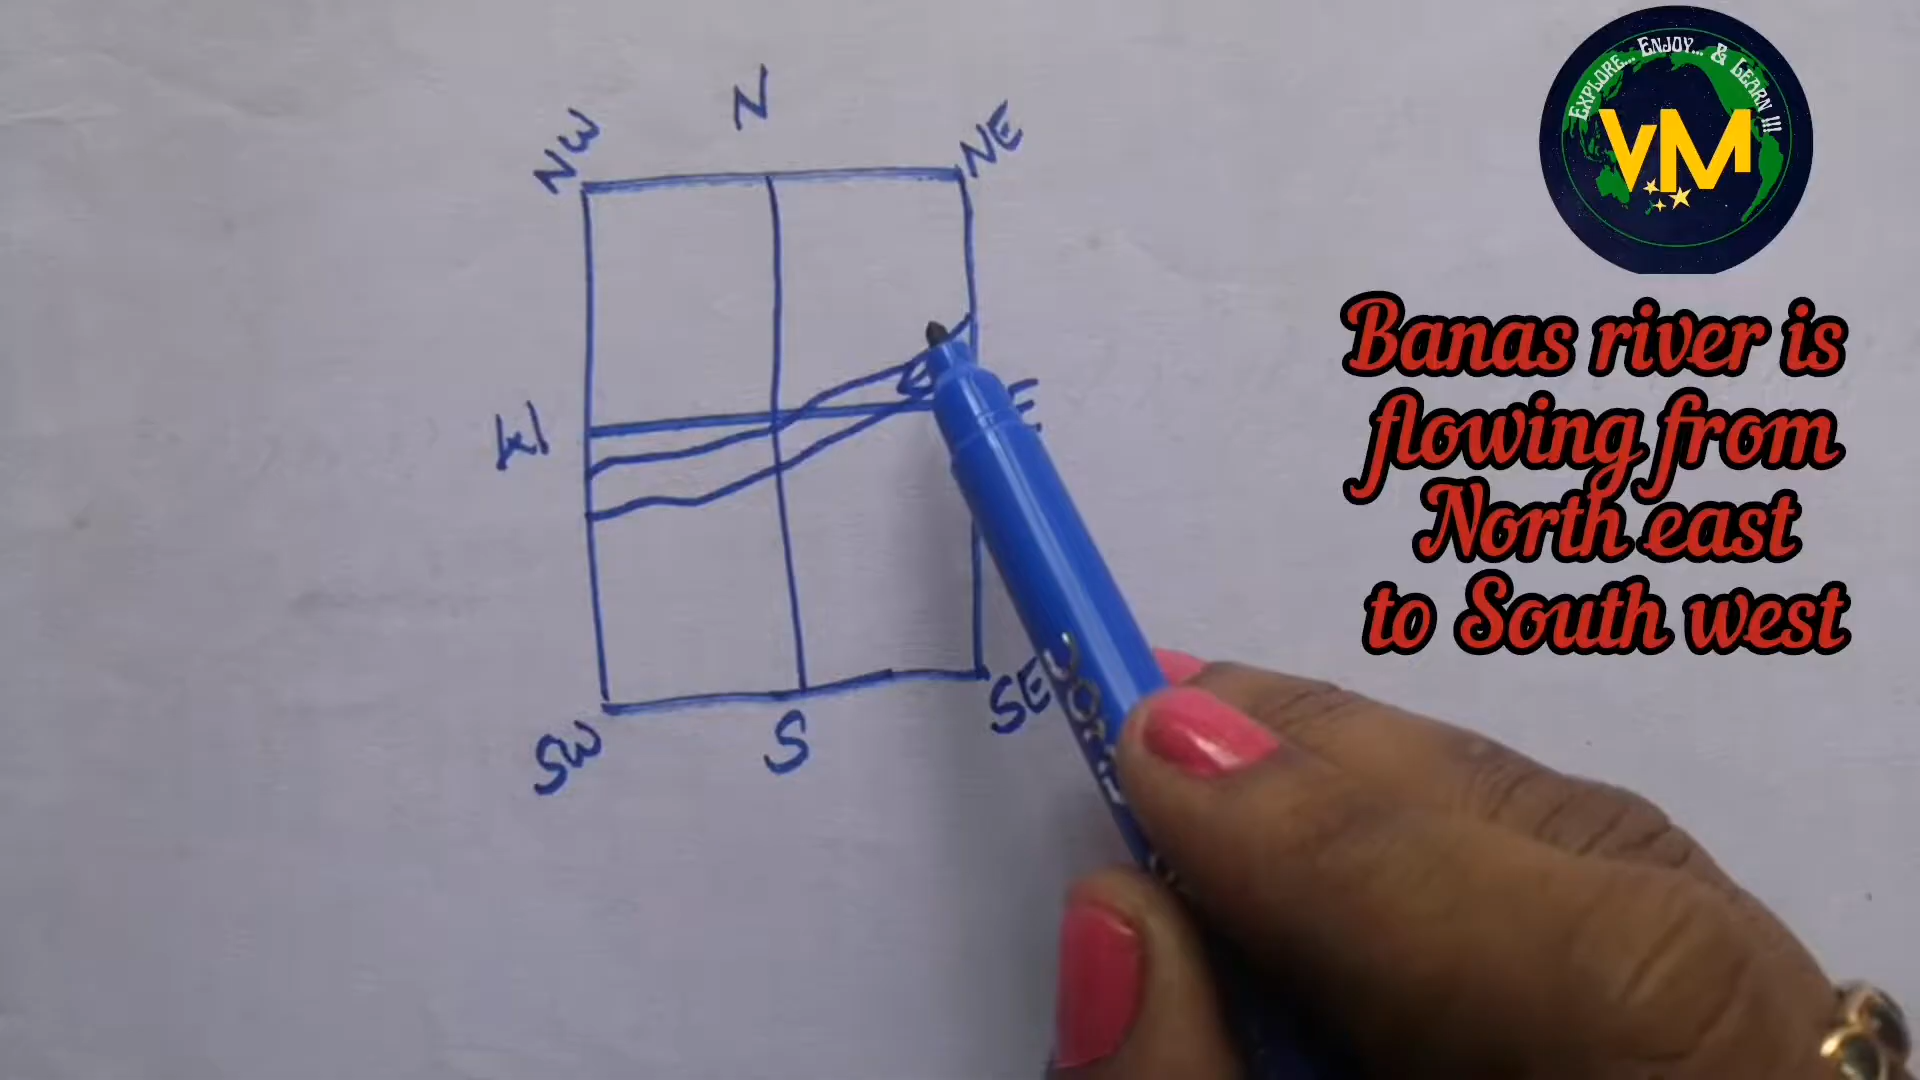 EXPLORE... ENJOY... & LEARN !!!
VM
N
NW
NE
W
E
SW
S
SE
Banas river is
flowing from
North east
to South west